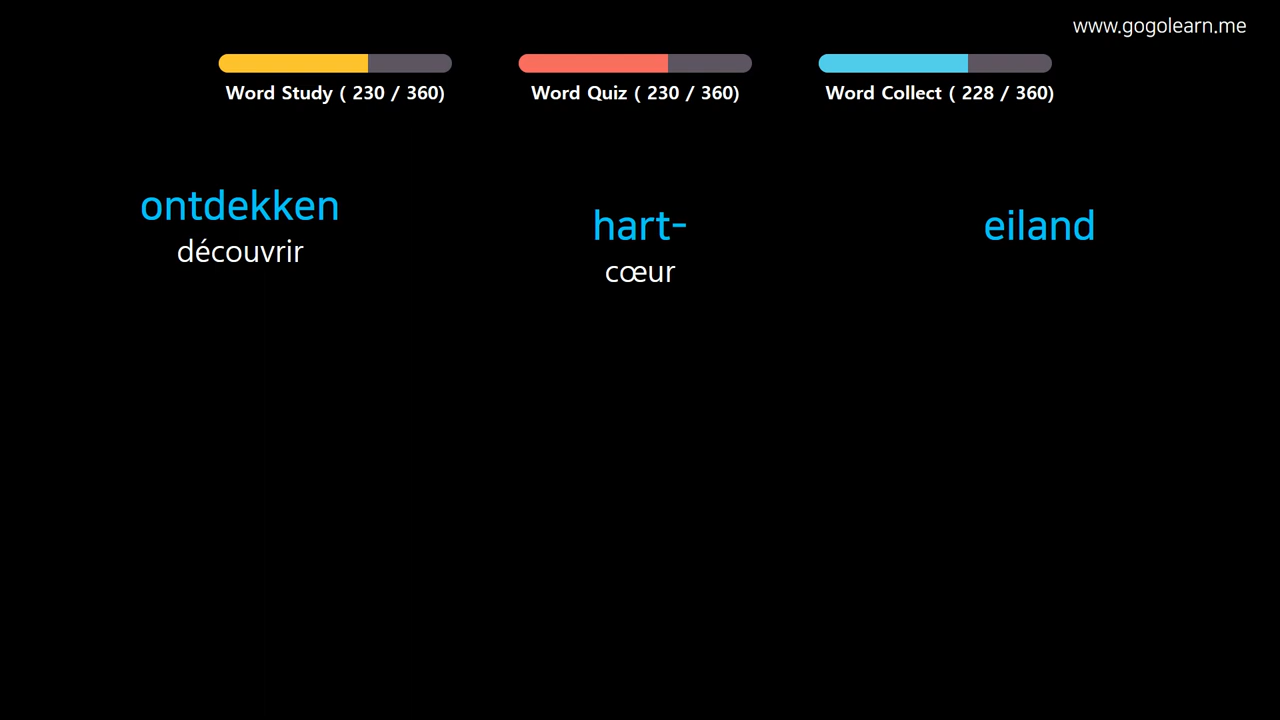 www.gogolearn.me
Word Study ( 230 / 360)
Word Quiz ( 230 / 360)
Word Collect ( 228 / 360)
ontdekken
découvrir
hart-
cœur
eiland